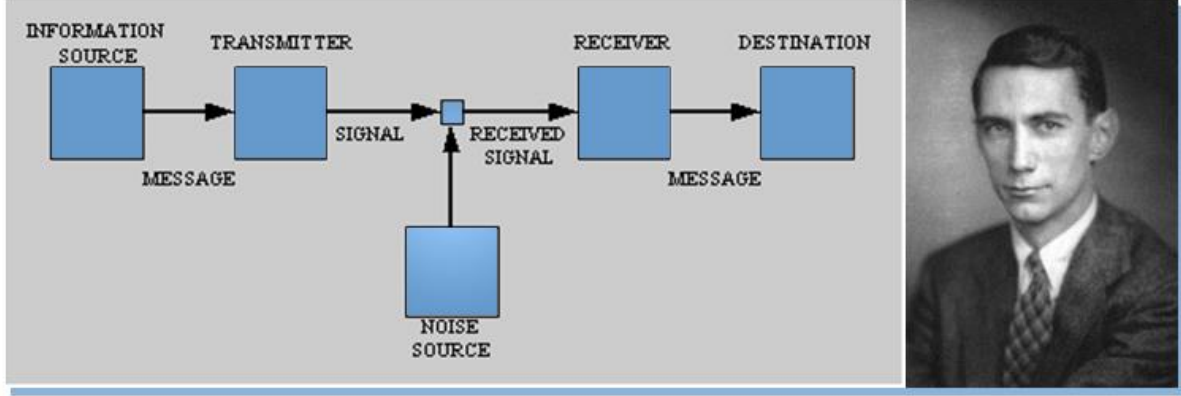 INFORMATION
SOURCE
TRANSMITTER
RECEIVER
DESTINATION
SIGNAL
RECEIVED
SIGNAL
MESSAGE
MESSAGE
NOISE
SOURCE